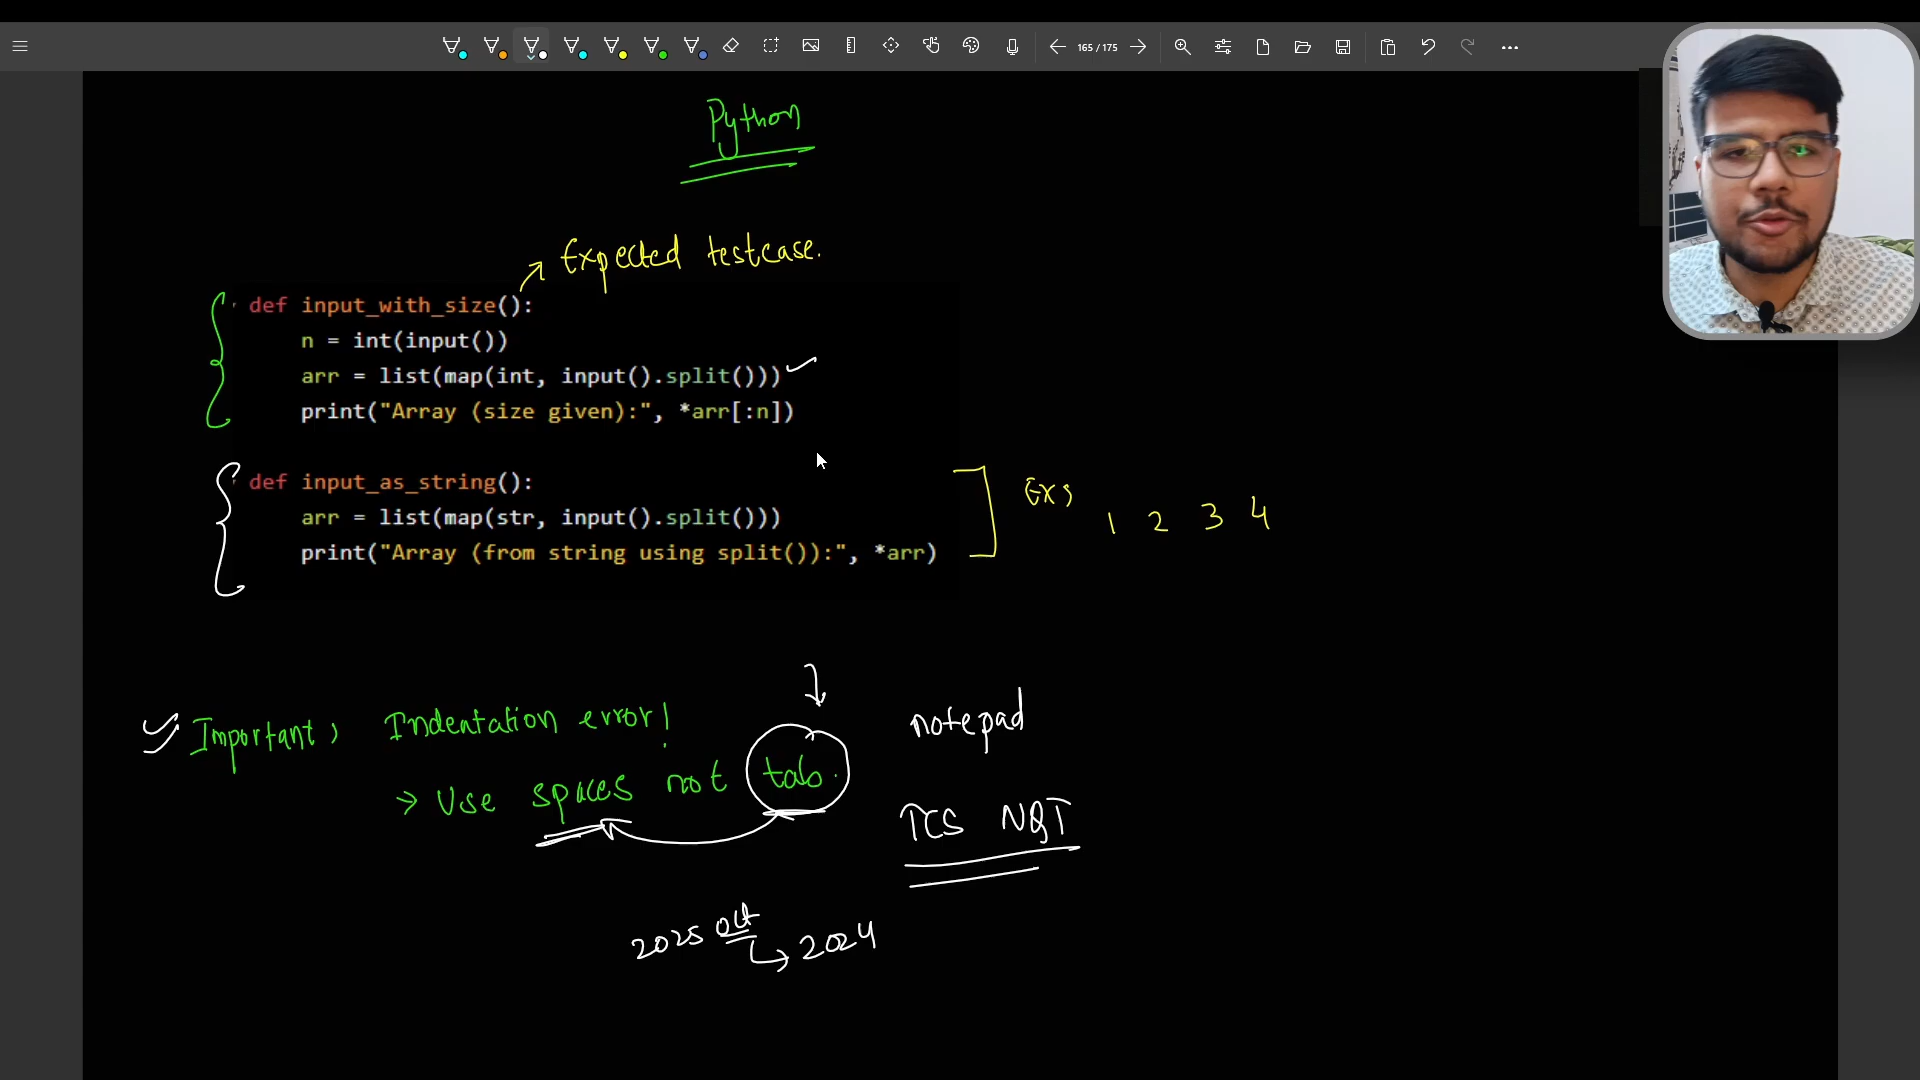 165 / 175
Python
Expected testcase.
def input_with_size():
n = int(input())
arr = list(map(int, input().split()))
print("Array (size given):", *arr[:n])
def input_as_string():
arr = list(map(str, input().split()))
print("Array (from string using split()):", *arr)
Ex:
1 2 3 4
Important: Indentation error!
→ Use spaces not tab.
notepad
TCS NQT
2025 oct
2024